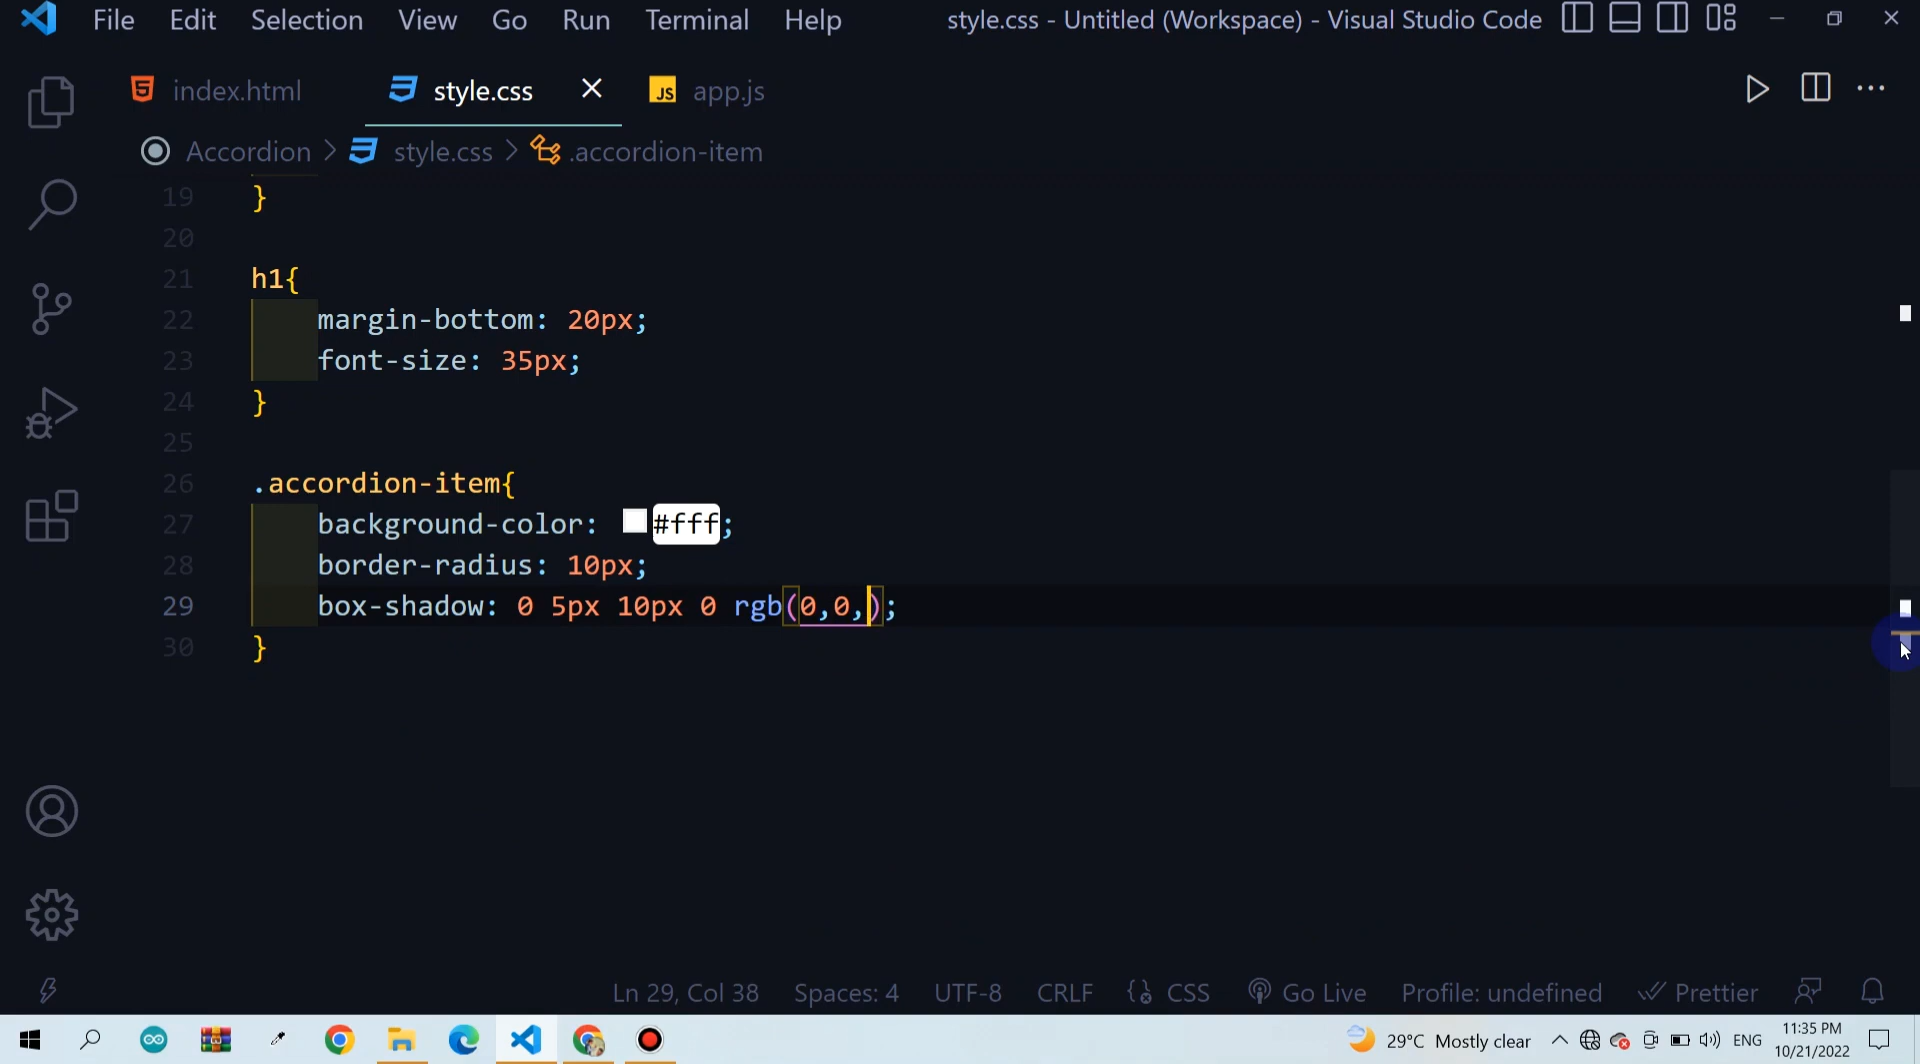 File Edit Selection View Go Run Terminal Help style.css - Untitled (Workspace) - Visual Studio Code
index.html style.css JS app.js
Accordion > style.css > .accordion-item
19 }
20
21 h1{
22 margin-bottom: 20px;
23 font-size: 35px;
24 }
25
26 .accordion-item{
27 background-color: #fff;
28 border-radius: 10px;
29 box-shadow: 0 5px 10px 0 rgb(0,0,);
30 }
Ln 29, Col 38 Spaces: 4 UTF-8 CRLF CSS Go Live Profile: undefined Prettier
29°C Mostly clear ENG 11:35 PM
10/21/2022